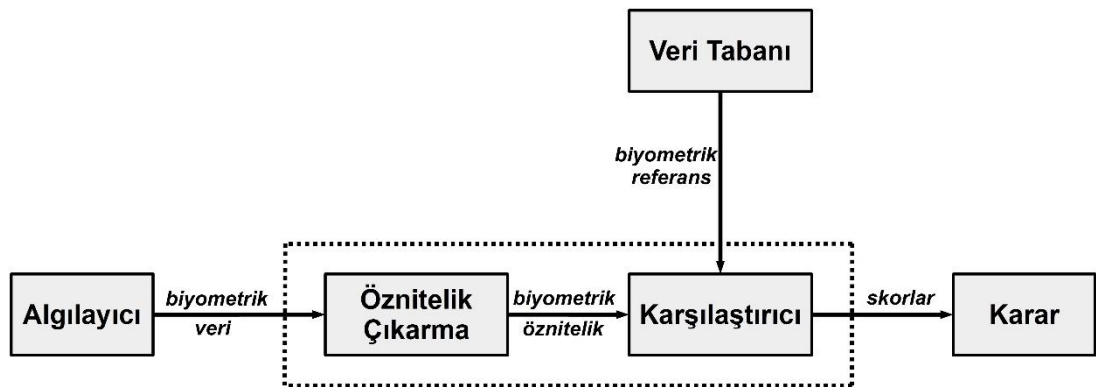 Veri Tabanı
biyometrik
referans
Algılayıcı
biyometrik
veri
Öznitelik
Çıkarma
biyometrik
öznitelik
Karşılaştırıcı
skorlar
Karar